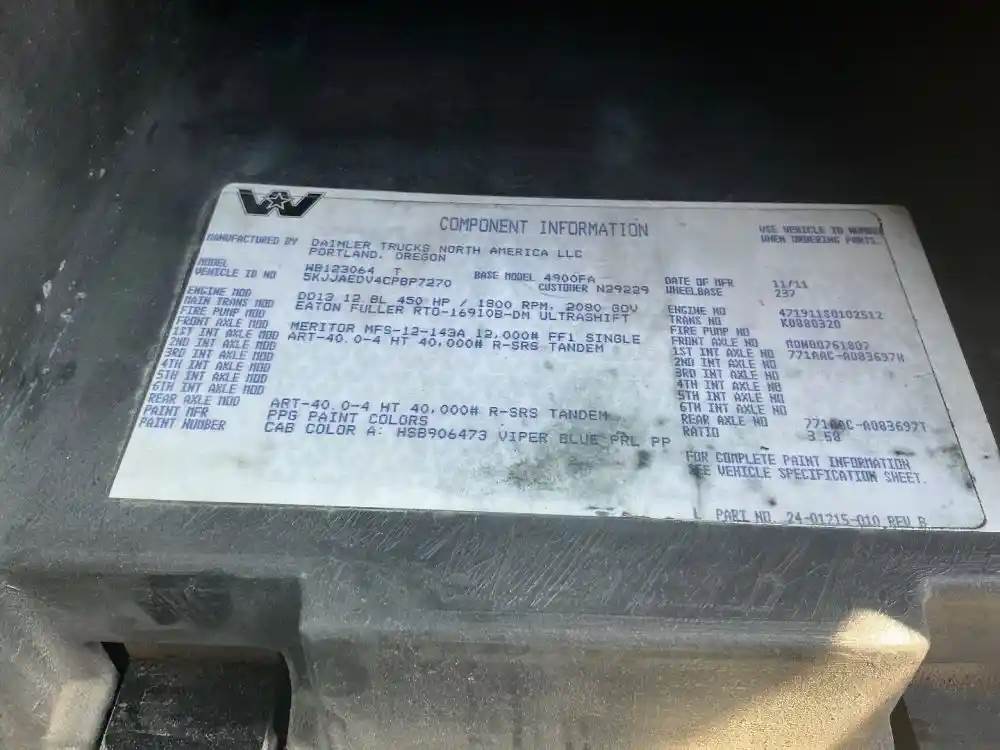 COMPONENT INFORMATION
USE VEHICLE ID NUMBER
WHEN ORDERING PARTS.
MANUFACTURED BY DAIMLER TRUCKS NORTH AMERICA LLC
PORTLAND, OREGON
MODEL WB123064 T BASE MODEL 4900FA DATE OF MFR 11/11
VEHICLE ID NO 5KJJAEDV4CPBP7270 CUSTOMER N29229 WHEELBASE 237
ENGINE MOD DD13 12.8L 450 HP / 1800 RPM, 2080 GOV ENGINE NO 471911S0102512
MAIN TRANS MOD EATON FULLER RTO-16910B-DM ULTRASHIFT TRANS NO K0880320
FIRE PUMP MOD FIRE PUMP NO
FRONT AXLE MOD MERITOR MFS-12-143A 12,000# FF1 SINGLE FRONT AXLE NO
1ST INT AXLE MOD ART-40.0-4 HT 40,000# R-SRS TANDEM 1ST INT AXLE NO
2ND INT AXLE MOD 2ND INT AXLE NO
3RD INT AXLE MOD 3RD INT AXLE NO
4TH INT AXLE MOD 4TH INT AXLE NO
5TH INT AXLE MOD 5TH INT AXLE NO
6TH INT AXLE MOD 6TH INT AXLE NO
REAR AXLE MOD ART-40.0-4 HT 40,000# R-SRS TANDEM REAR AXLE NO 771AAC-A083697T
PAINT MFR PPG PAINT COLORS RATIO 3.58
PAINT NUMBER CAB COLOR A: HSB906473 VIPER BLUE PRL PP
FOR COMPLETE PAINT INFORMATION
SEE VEHICLE SPECIFICATION SHEET.
PART NO. 24-01215-010 REV B